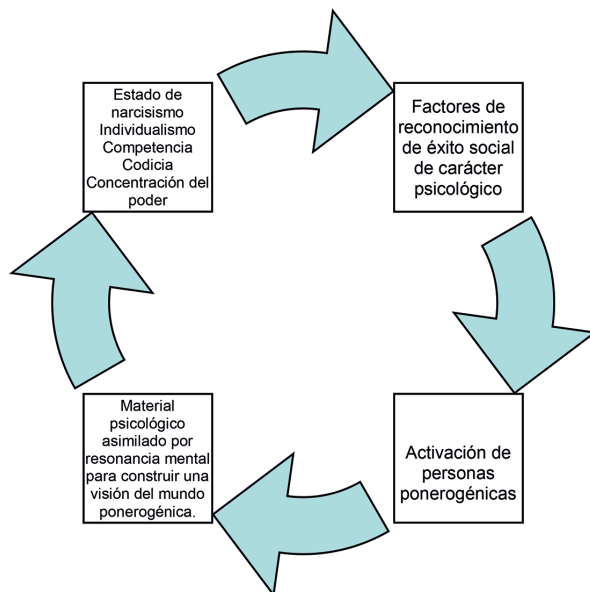 Estado de
narcisismo
Individualismo
Competencia
Codicia
Concentración del
poder
Factores de
reconocimiento
de éxito social
de carácter
psicológico
Material
psicológico
asimilado por
resonancia mental
para construir una
visión del mundo
ponerogénica.
Activación de
personas
ponerogénicas